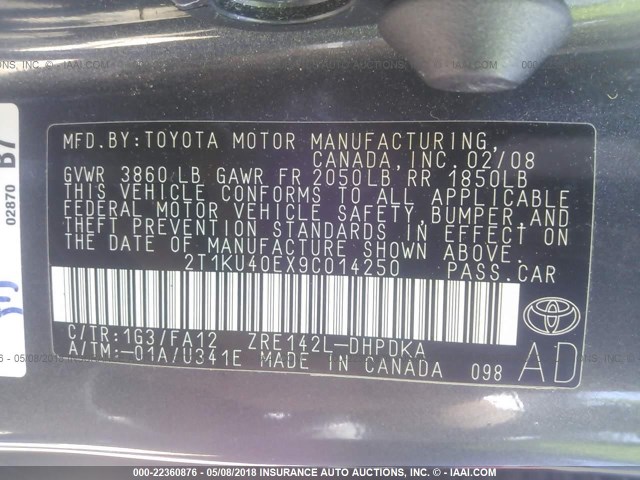 MFD.BY:TOYOTA MOTOR MANUFACTURING,
CANADA, INC. 02/08
GVWR 3860 LB GAWR FR 2050LB RR 1850LB
THIS VEHICLE CONFORMS TO ALL APPLICABLE
FEDERAL MOTOR VEHICLE SAFETY, BUMPER, AND
THEFT PREVENTION STANDARDS IN EFFECT ON
THE DATE OF MANUFACTURE SHOWN ABOVE.
2T1KU40EX9C014250 PASS.CAR
C/TR:1G3/FA12 ZRE142L-DHPDKA
A/TM:-01A/U341E MADE IN CANADA 098
AD
02870 B7
000-22360876 - 05/08/2018 INSURANCE AUTO AUCTIONS, INC. - IAAI.COM